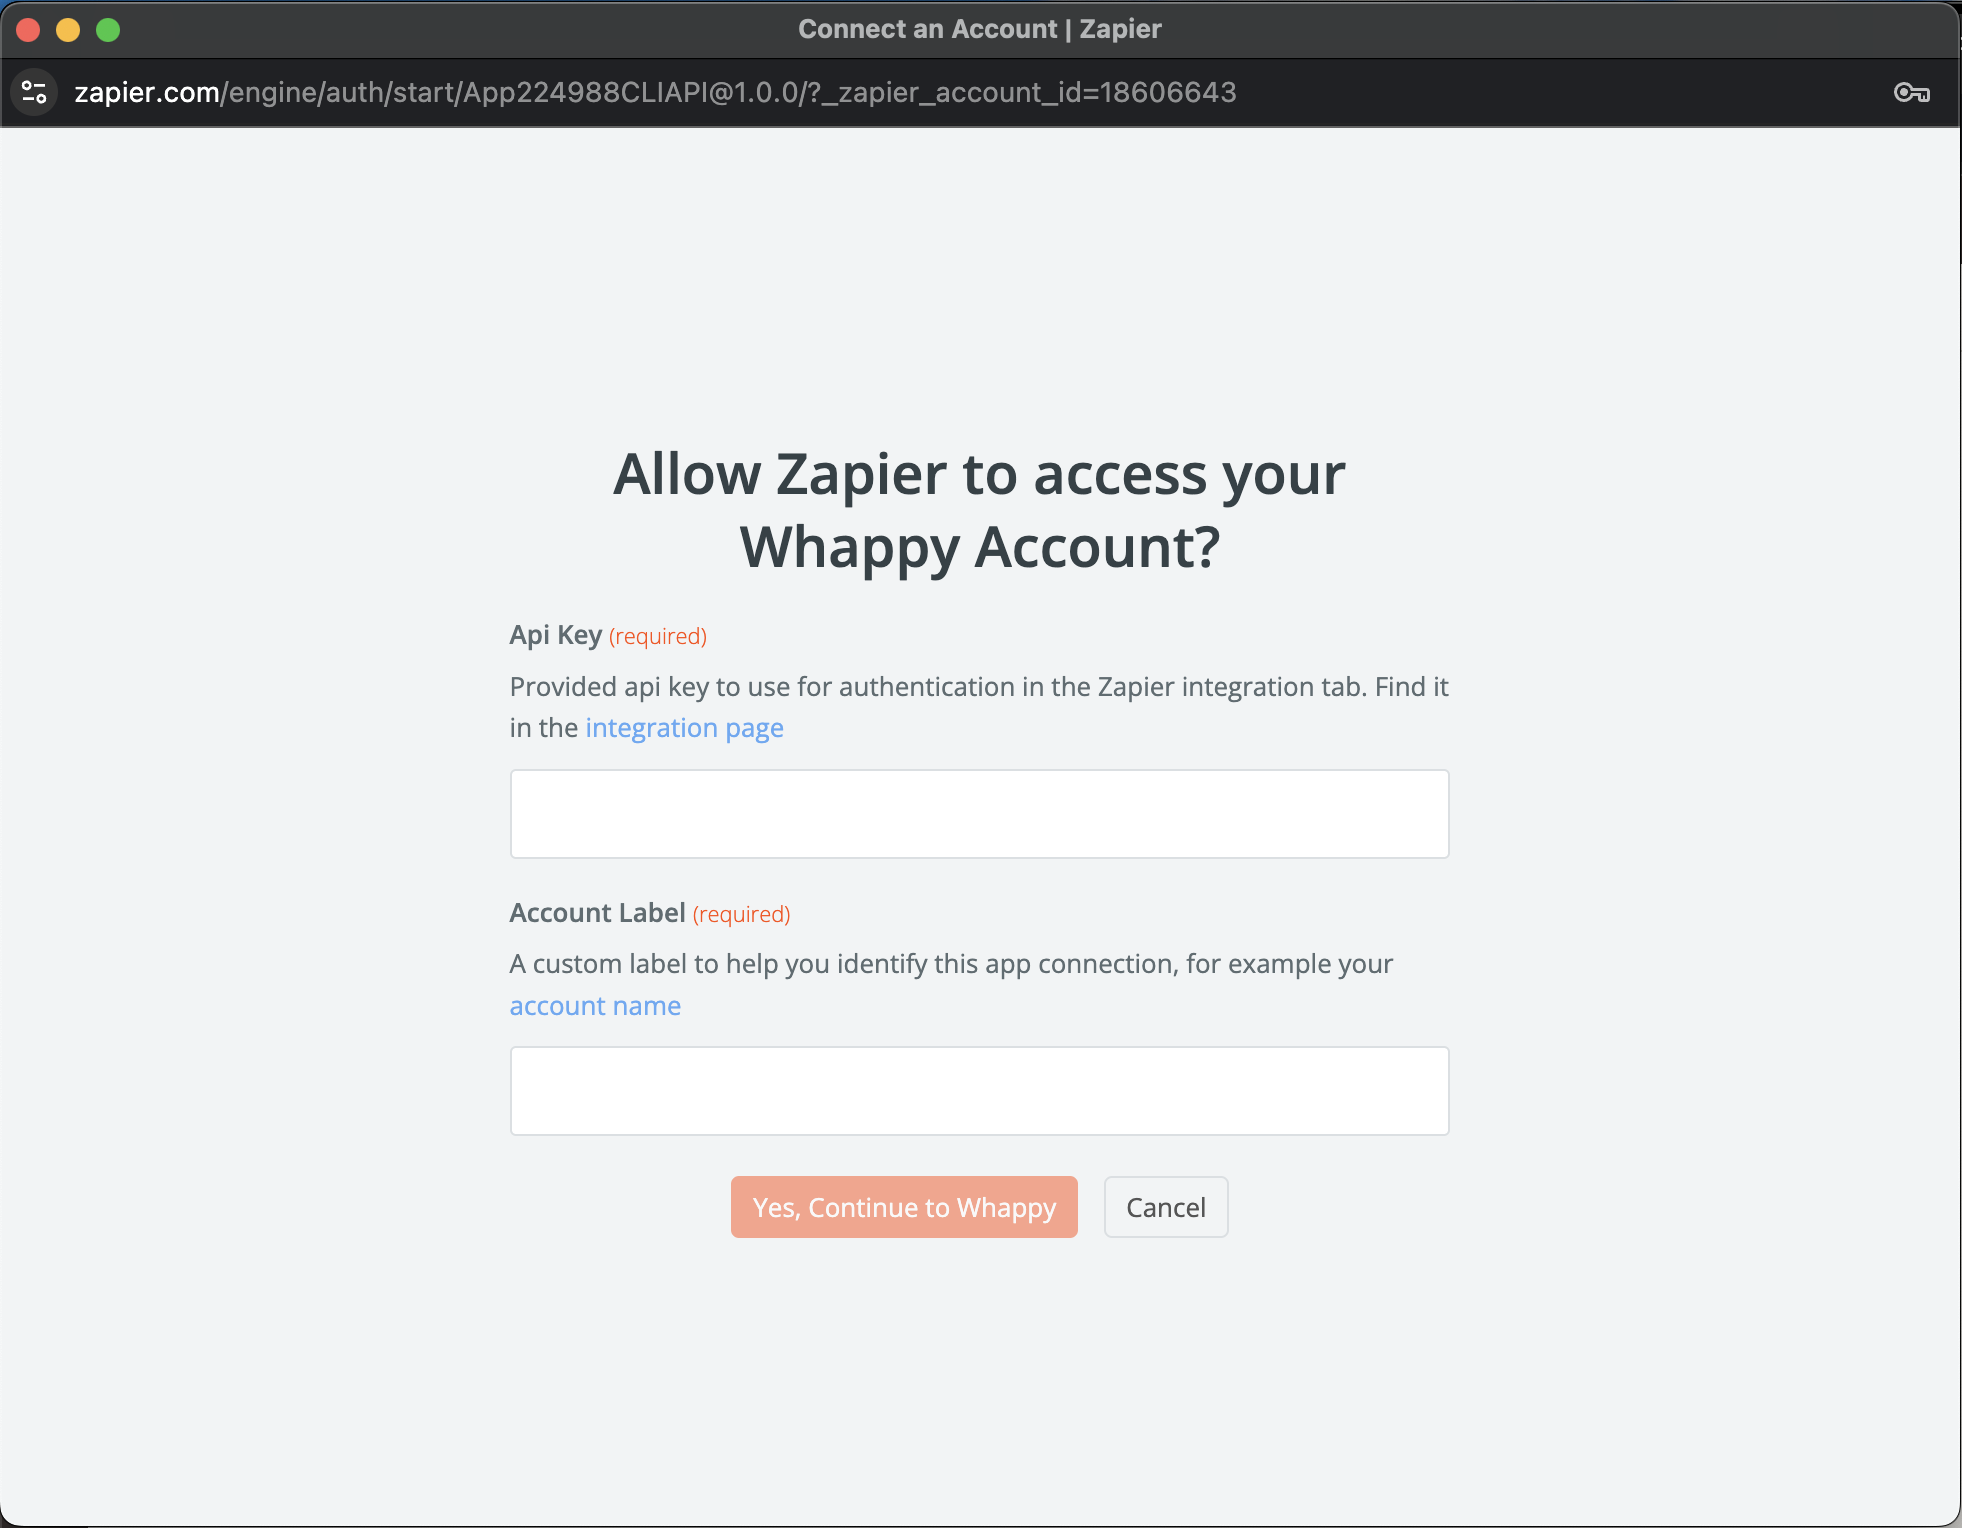 Connect an Account | Zapier
zapier.com/engine/auth/start/App224988CLIAPI@1.0.0/?_zapier_account_id=18606643
Allow Zapier to access your
Whappy Account?
Api Key (required)
Provided api key to use for authentication in the Zapier integration tab. Find it
in the integration page
Account Label (required)
A custom label to help you identify this app connection, for example your
account name
Yes, Continue to Whappy
Cancel